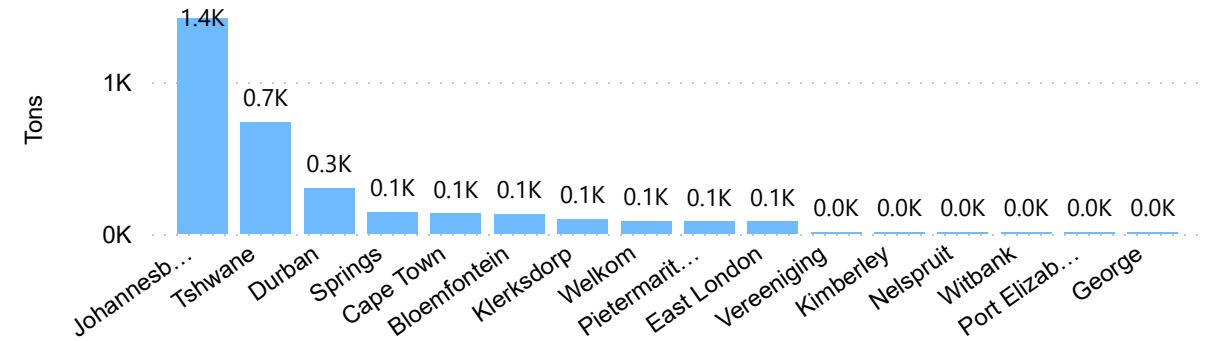 1.4K
1K
0.7K
Tons
0.3K
0.1K
0.1K
0.1K
0.1K
0.1K
0.1K
0.1K
0.0K
0.0K
0.0K
0.0K
0.0K
0.0K
0K
Johannesb...
Tshwane
Durban
Springs
Cape Town
Bloemfontein
Klerksdorp
Welkom
Pietermarit...
East London
Vereeniging
Kimberley
Nelspruit
Witbank
Port Elizab...
George